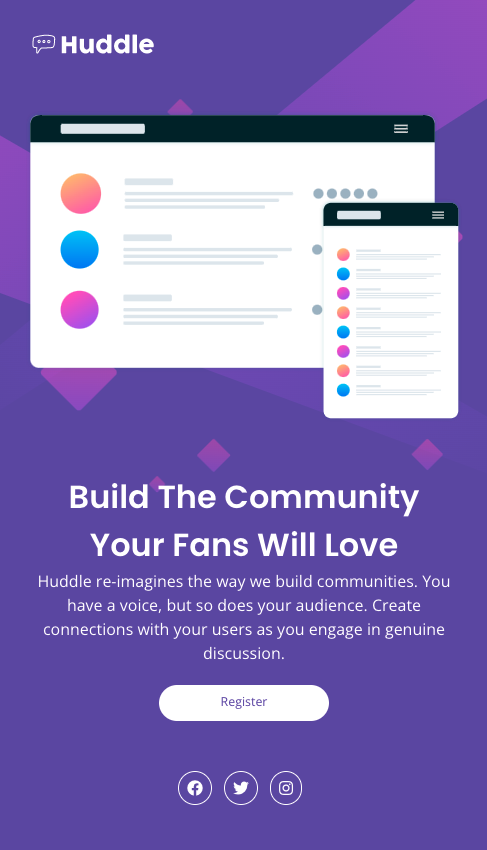 Huddle
Build The Community
Your Fans Will Love
Huddle re-imagines the way we build communities. You
have a voice, but so does your audience. Create
connections with your users as you engage in genuine
discussion.
Register